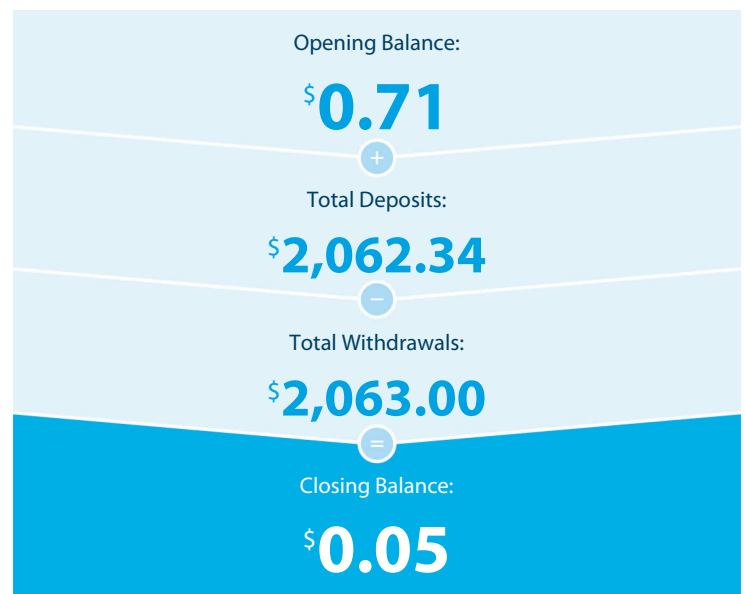 Opening Balance:
$0.71
+
Total Deposits:
$2,062.34
−
Total Withdrawals:
$2,063.00
=
Closing Balance:
$0.05